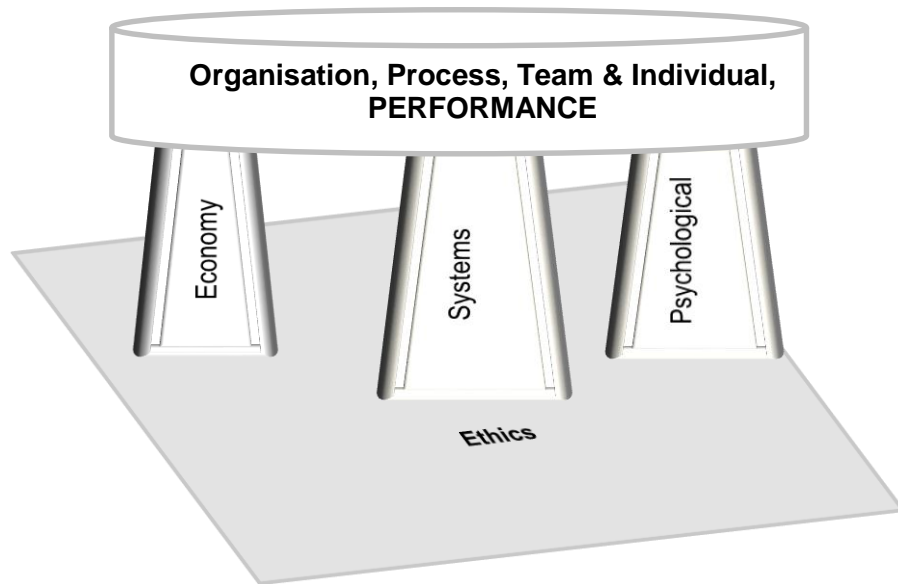 Organisation, Process, Team & Individual,
PERFORMANCE
Economy
Systems
Psychological
Ethics